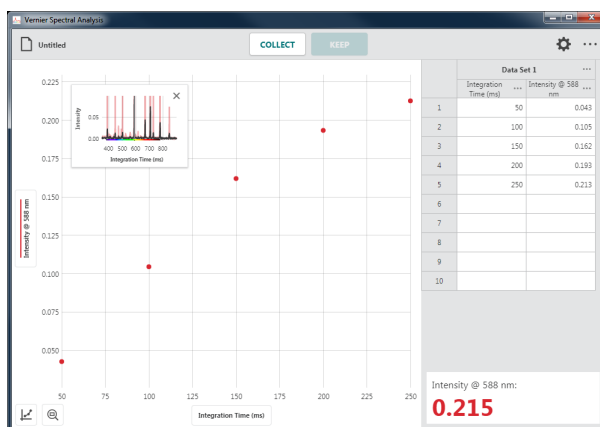 Vernier Spectral Analysis
Untitled
COLLECT
KEEP
Data Set 1
Integration Time (ms)
Intensity @ 588 nm
1 50 0.043
2 100 0.105
3 150 0.162
4 200 0.193
5 250 0.213
6
7
8
9
10
0.225
0.200
0.175
0.150
0.125
0.100
0.075
0.050
Intensity @ 588 nm
Intensity
0.10
0.05
0.00
400 500 600 700 800
Integration Time (ms)
50 100 150 200 250
Integration Time (ms)
Intensity @ 588 nm:
0.215